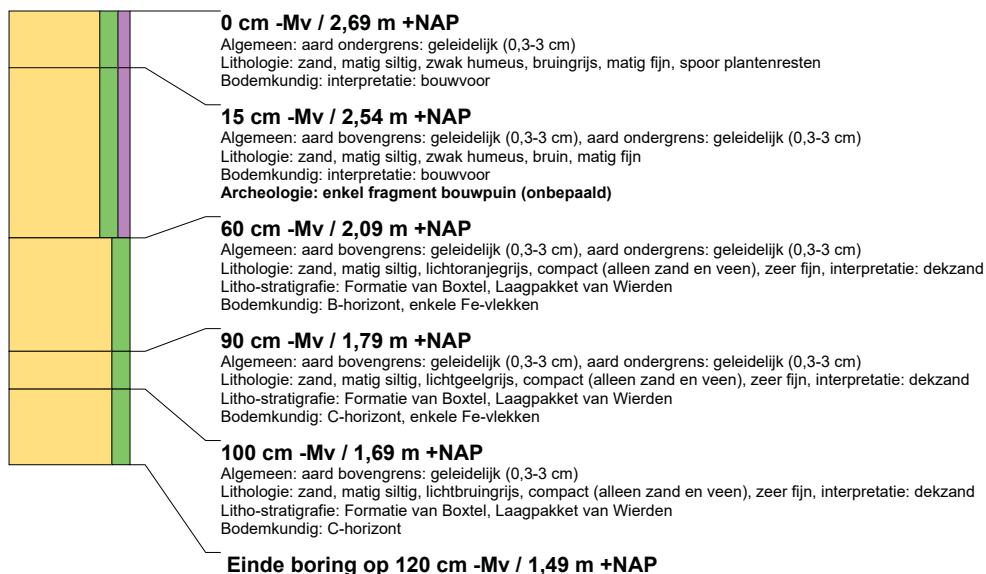 0 cm -Mv / 2,69 m +NAP
Algemeen: aard ondergrens: geleidelijk (0,3-3 cm)
Lithologie: zand, matig siltig, zwak humeus, bruingrijs, matig fijn, spoor plantenresten
Bodemkundig: interpretatie: bouwvoor
15 cm -Mv / 2,54 m +NAP
Algemeen: aard bovengrens: geleidelijk (0,3-3 cm), aard ondergrens: geleidelijk (0,3-3 cm)
Lithologie: zand, matig siltig, zwak humeus, bruin, matig fijn
Bodemkundig: interpretatie: bouwvoor
Archeologie: enkel fragment bouwpuin (onbepaald)
60 cm -Mv / 2,09 m +NAP
Algemeen: aard bovengrens: geleidelijk (0,3-3 cm), aard ondergrens: geleidelijk (0,3-3 cm)
Lithologie: zand, matig siltig, lichtoranjegrijs, compact (alleen zand en veen), zeer fijn, interpretatie: dekzand
Litho-stratigrafie: Formatie van Boxtel, Laagpakket van Wierden
Bodemkundig: B-horizont, enkele Fe-vlekken
90 cm -Mv / 1,79 m +NAP
Algemeen: aard bovengrens: geleidelijk (0,3-3 cm), aard ondergrens: geleidelijk (0,3-3 cm)
Lithologie: zand, matig siltig, lichtgeelgrijs, compact (alleen zand en veen), zeer fijn, interpretatie: dekzand
Litho-stratigrafie: Formatie van Boxtel, Laagpakket van Wierden
Bodemkundig: C-horizont, enkele Fe-vlekken
100 cm -Mv / 1,69 m +NAP
Algemeen: aard bovengrens: geleidelijk (0,3-3 cm)
Lithologie: zand, matig siltig, lichtbruingrijs, compact (alleen zand en veen), zeer fijn, interpretatie: dekzand
Litho-stratigrafie: Formatie van Boxtel, Laagpakket van Wierden
Bodemkundig: C-horizont
Einde boring op 120 cm -Mv / 1,49 m +NAP